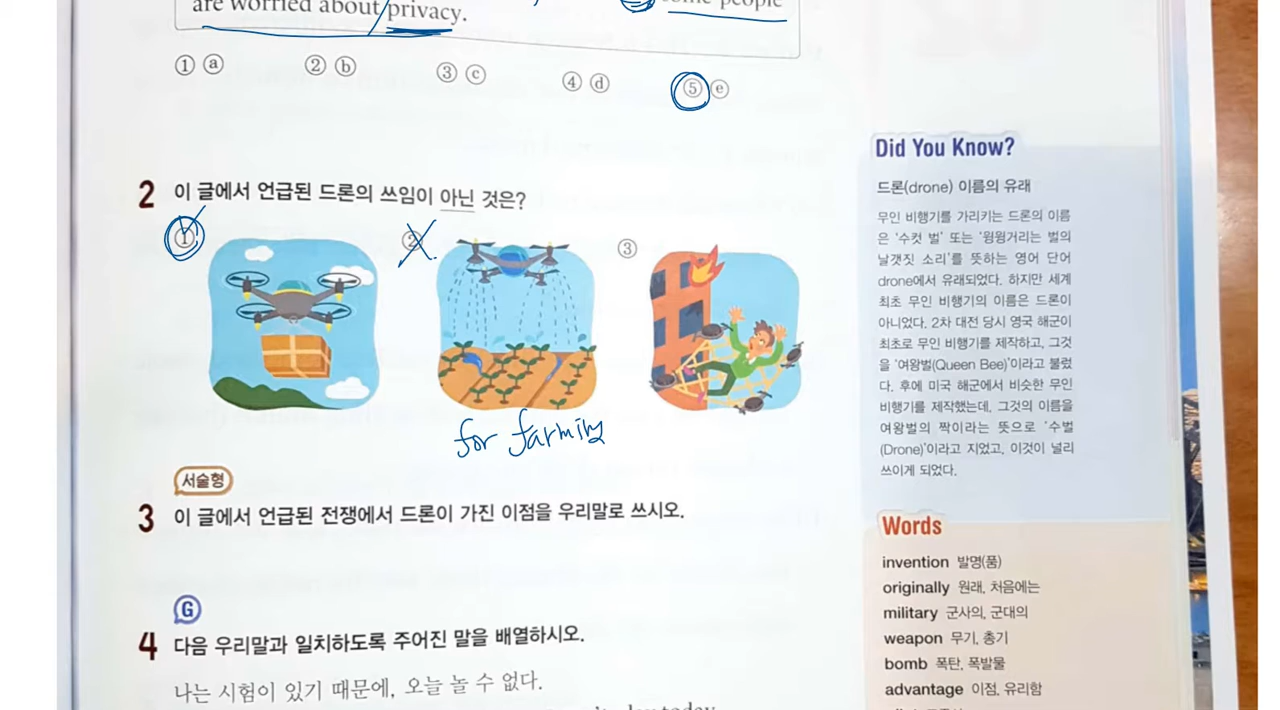 are worried about privacy.
some people
① ⓐ ② ⓑ ③ ⓒ ④ ⓓ ⑤ ⓔ
2 이 글에서 언급된 드론의 쓰임이 아닌 것은?
① ② ③
for farming
서술형
3 이 글에서 언급된 전쟁에서 드론이 가진 이점을 우리말로 쓰시오.
G
4 다음 우리말과 일치하도록 주어진 말을 배열하시오.
나는 시험이 있기 때문에, 오늘 놀 수 없다.
today
Did You Know?
드론(drone) 이름의 유래
무인 비행기를 가리키는 드론의 이름
은 ‘수컷 벌’ 또는 ‘윙윙거리는 벌의
날갯짓 소리’를 뜻하는 영어 단어
drone에서 유래되었다. 하지만 세계
최초 무인 비행기의 이름은 드론이
아니었다. 2차 대전 당시 영국 해군이
최초로 무인 비행기를 제작하고, 그것
을 ‘여왕벌(Queen Bee)’이라고 불렀
다. 후에 미국 해군에서 비슷한 무인
비행기를 제작했는데, 그것의 이름을
여왕벌의 짝이라는 뜻으로 ‘수벌
(Drone)’이라고 지었고, 이것이 널리
쓰이게 되었다.
Words
invention 발명(품)
originally 원래, 처음에는
military 군사의, 군대의
weapon 무기, 총기
bomb 폭탄, 폭발물
advantage 이점, 유리함